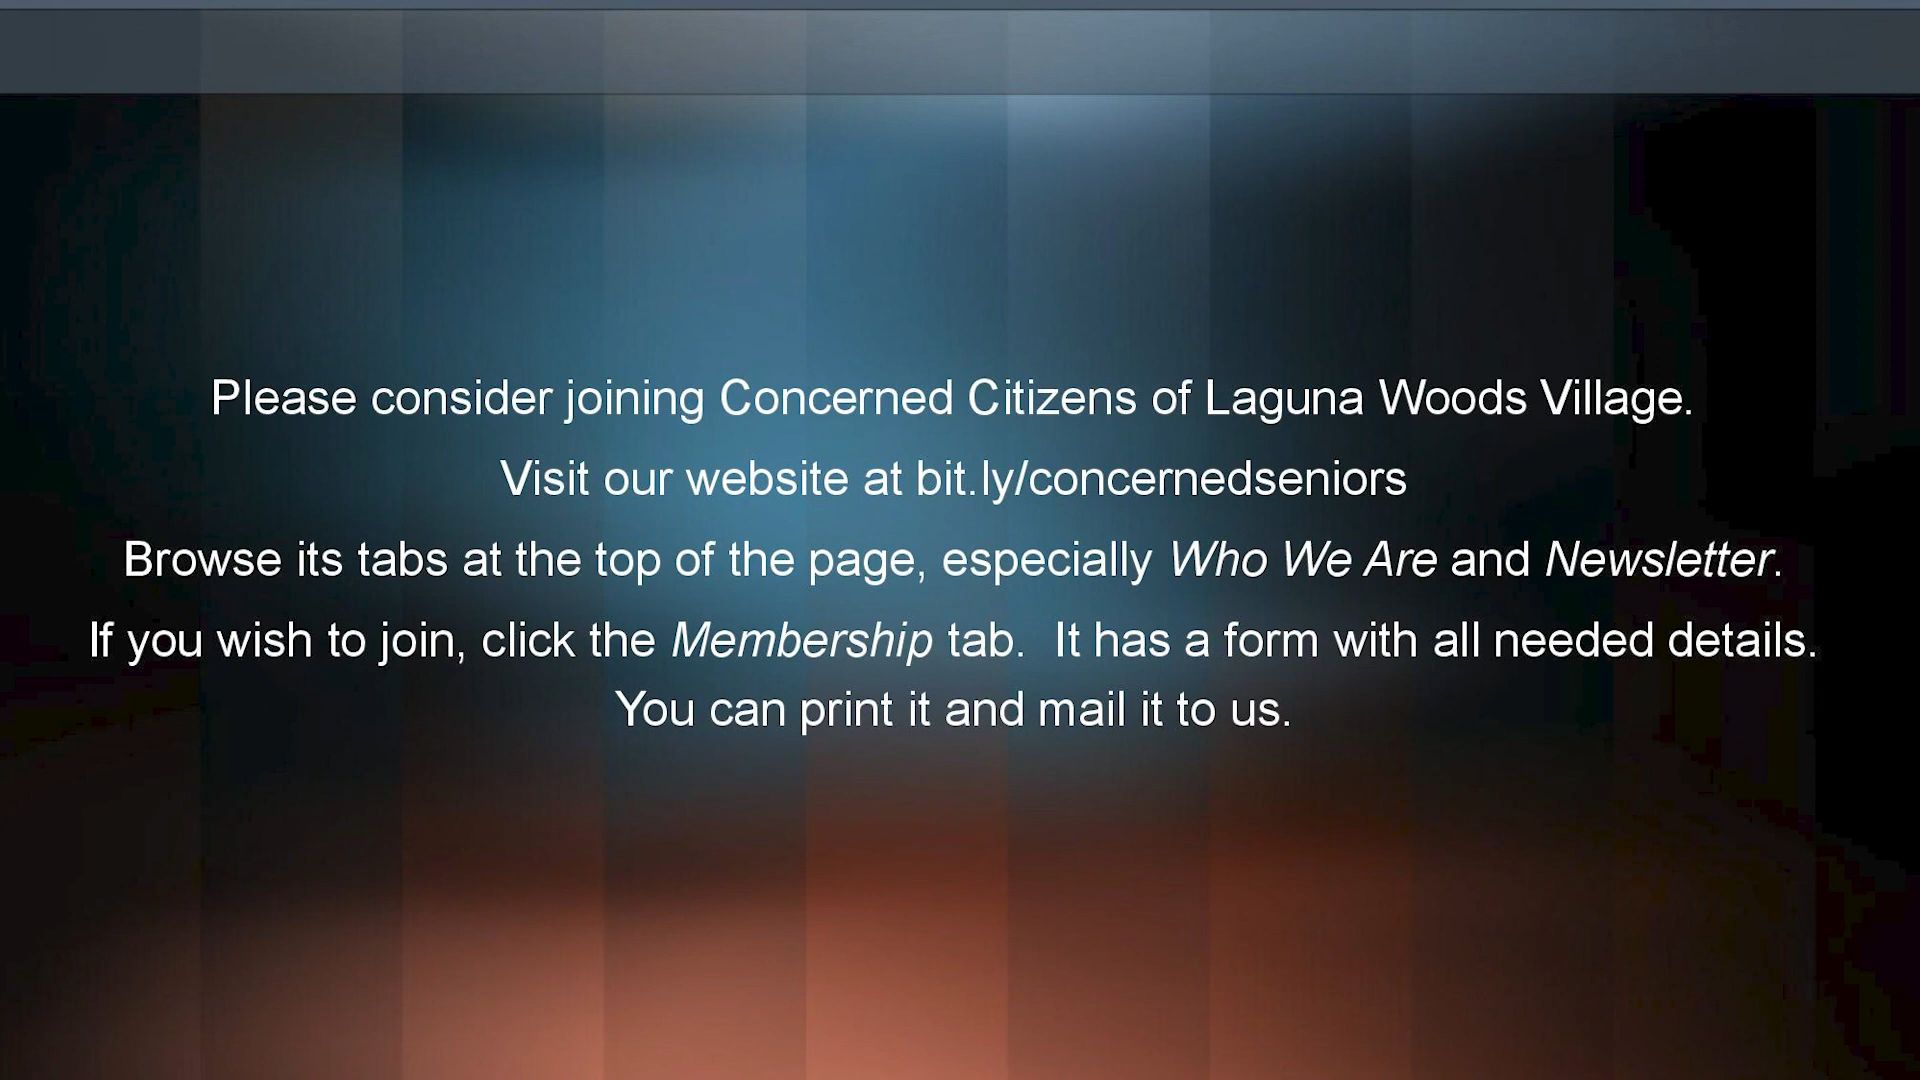 Please consider joining Concerned Citizens of Laguna Woods Village.
Visit our website at bit.ly/concernedseniors
Browse its tabs at the top of the page, especially Who We Are and Newsletter.
If you wish to join, click the Membership tab.  It has a form with all needed details.
You can print it and mail it to us.